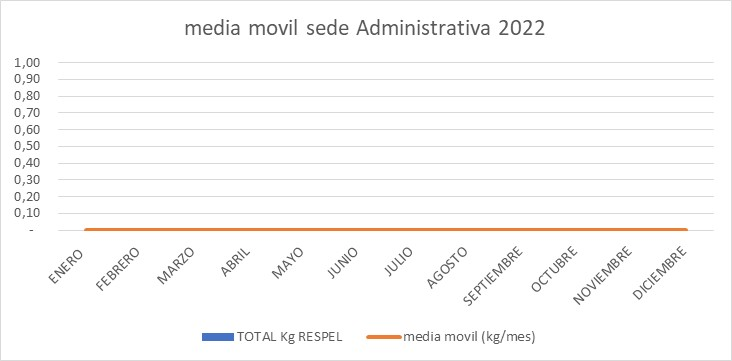 media movil sede Administrativa 2022
1,00
0,90
0,80
0,70
0,60
0,50
0,40
0,30
0,20
0,10
-
ENERO
FEBRERO
MARZO
ABRIL
MAYO
JUNIO
JULIO
AGOSTO
SEPTIEMBRE
OCTUBRE
NOVIEMBRE
DICIEMBRE
TOTAL Kg RESPEL
media movil (kg/mes)